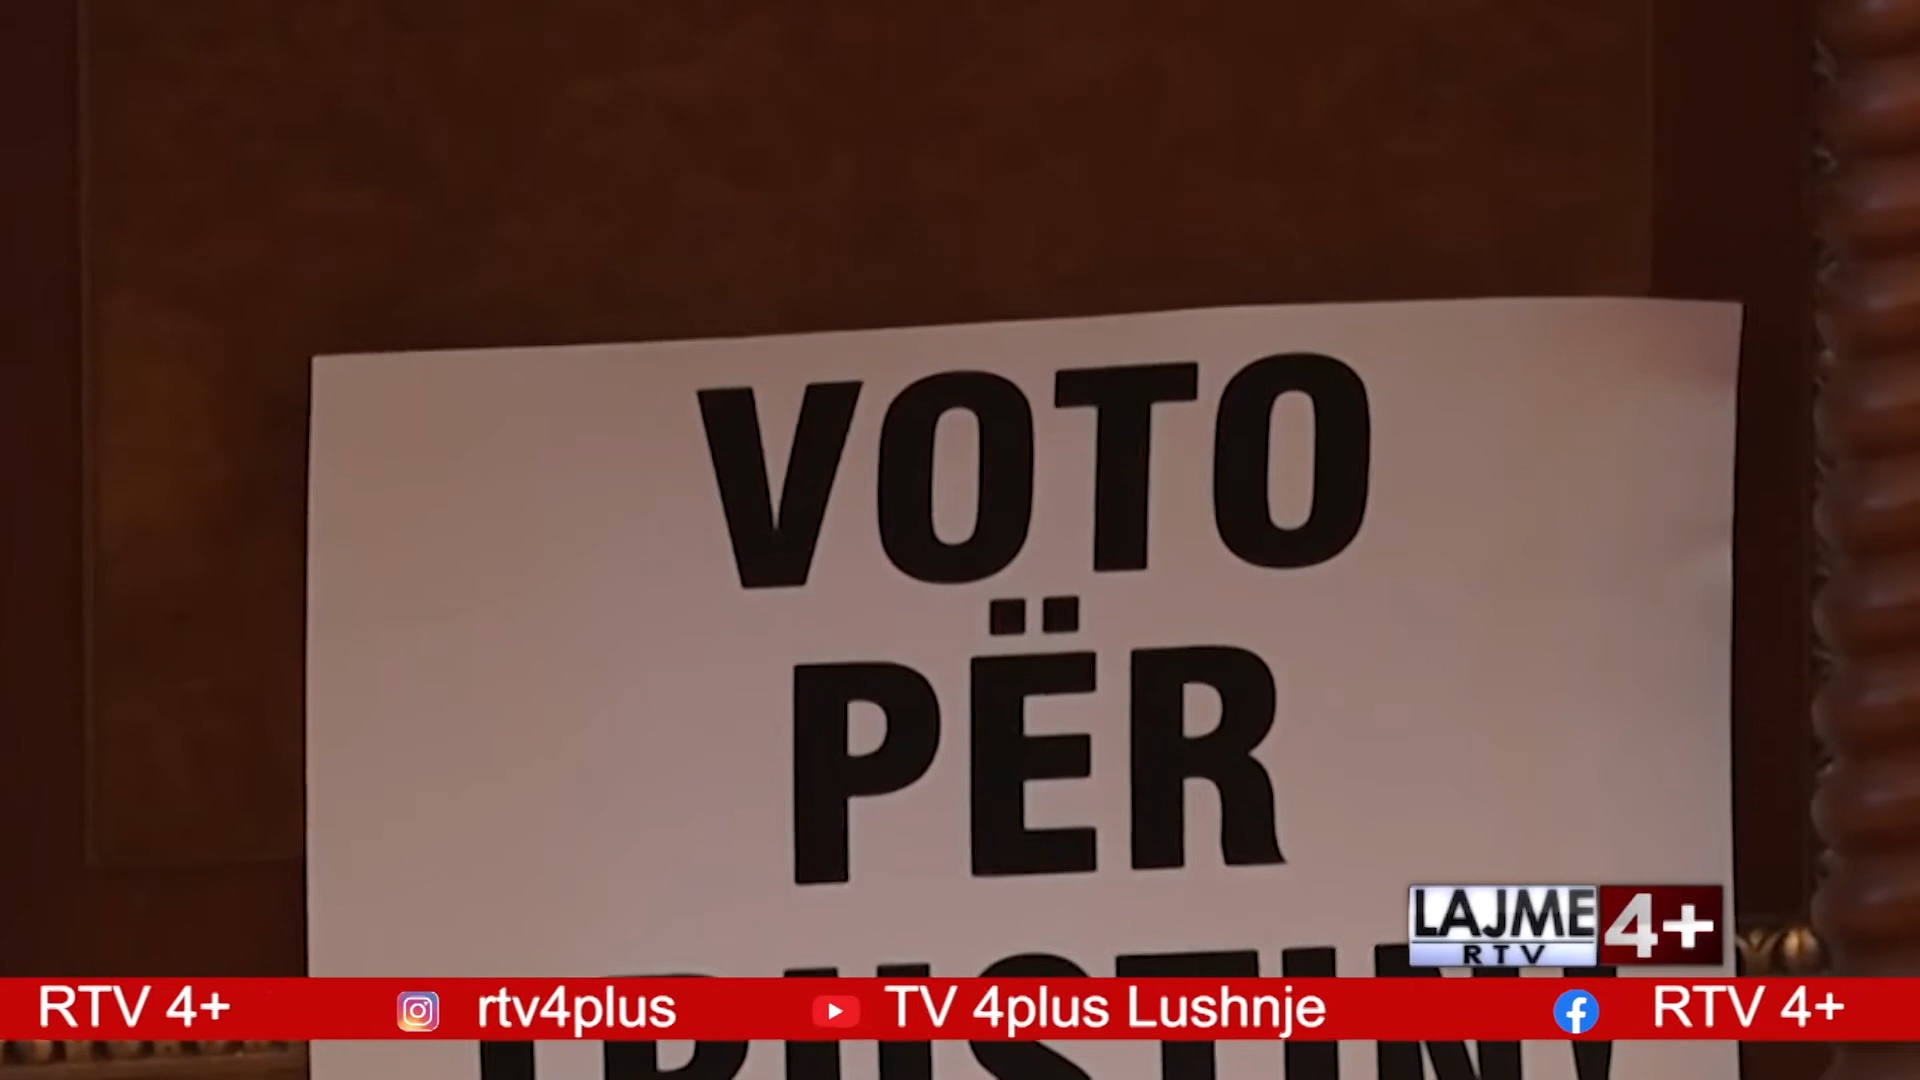 VOTO
PËR
LAJME 4+
RTV
RTV 4+ rtv4plus TV 4plus Lushnje RTV 4+